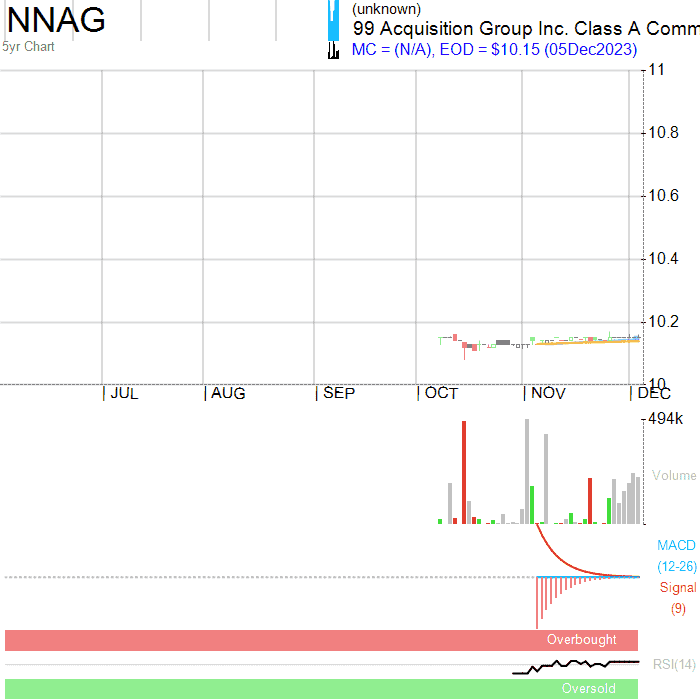 NNAG
(unknown)
99 Acquisition Group Inc. Class A Comm
5yr Chart
MC = (N/A), EOD = $10.15 (05Dec2023)
11
10.8
10.6
10.4
10.2
10
JUL AUG SEP OCT NOV DEC
494k
Volume
MACD
(12-26)
Signal
(9)
Overbought
RSI(14)
Oversold